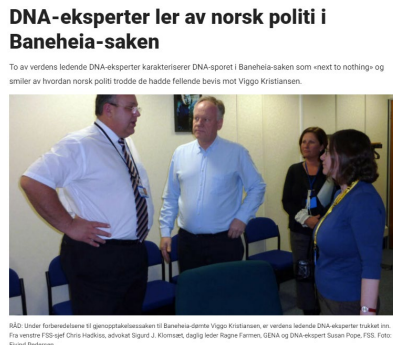 DNA-eksperter ler av norsk politi i
Baneheia-saken
To av verdens ledende DNA-eksperter karakteriserer DNA-sporet i Baneheia-saken som «next to nothing» og
smiler av hvordan norsk politi trodde de hadde fellende bevis mot Viggo Kristiansen.
RÅD: Under forberedelsene til gjenopptakelsessaken til Baneheia-dømte Viggo Kristiansen, er verdens ledende DNA-eksperter trukket inn.
Fra venstre FSS-sjef Chris Hadkiss, advokat Sigurd J. Klomsæt, daglig leder Ragne Farmen, GENA og DNA-ekspert Susan Pope, FSS. Foto:
Eivind Pedersen